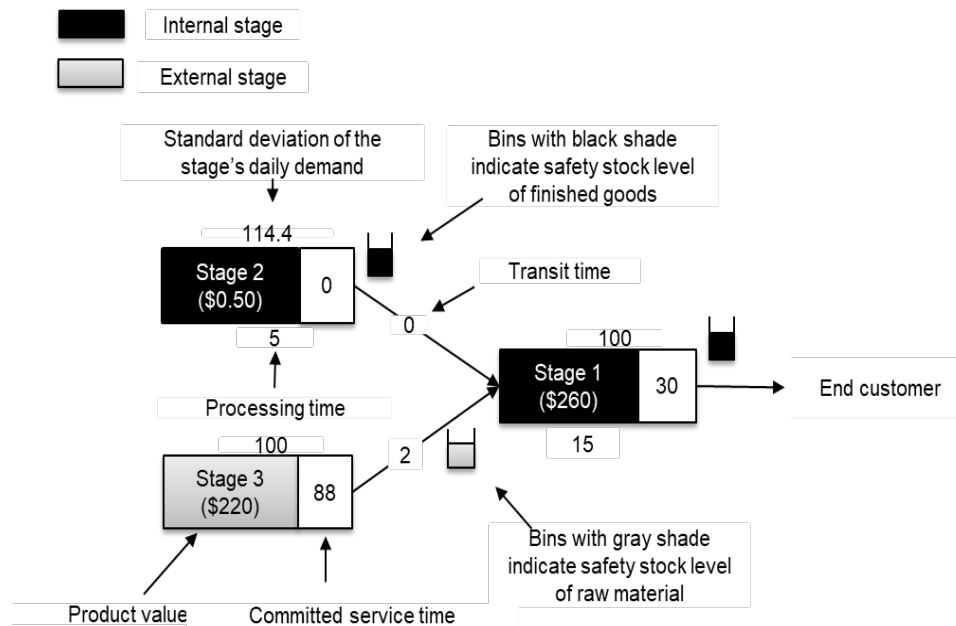 Internal stage
External stage
Standard deviation of the
stage's daily demand
Bins with black shade
indicate safety stock level
of finished goods
114.4
Stage 2
($0.50)
0
Transit time
0
5
100
Stage 1
($260)
30
End customer
Processing time
15
100
2
Stage 3
($220)
88
Bins with gray shade
indicate safety stock level
of raw material
Product value
Committed service time